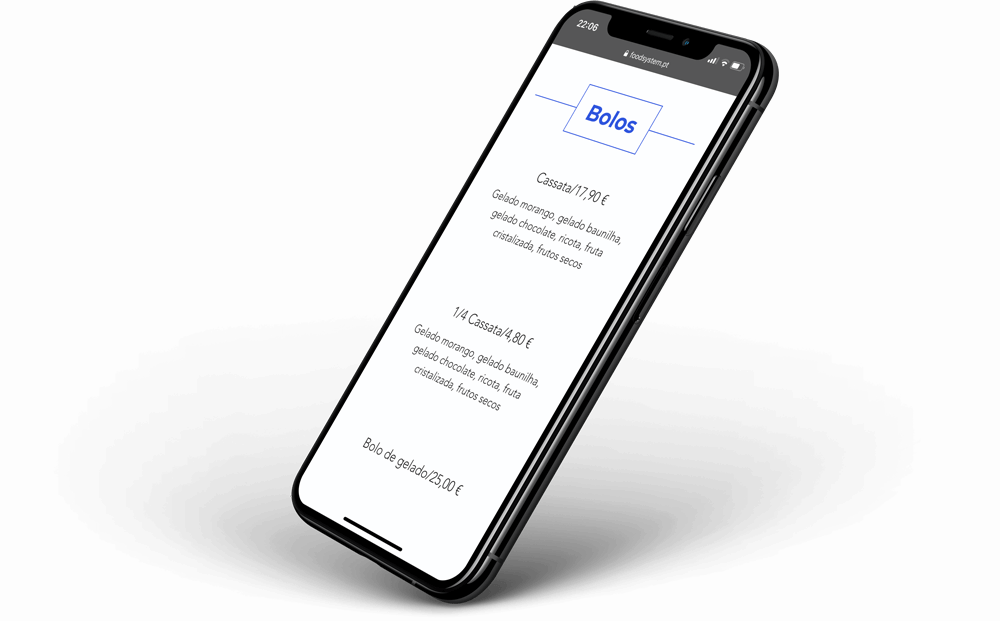 22:06
foodsystem.pt
Bolos
Cassata/17,90 €
Gelado morango, gelado baunilha,
gelado chocolate, ricota, fruta
cristalizada, frutos secos
1/4 Cassata/4,80 €
Gelado morango, gelado baunilha,
gelado chocolate, ricota, fruta
cristalizada, frutos secos
Bolo de gelado/25,00 €